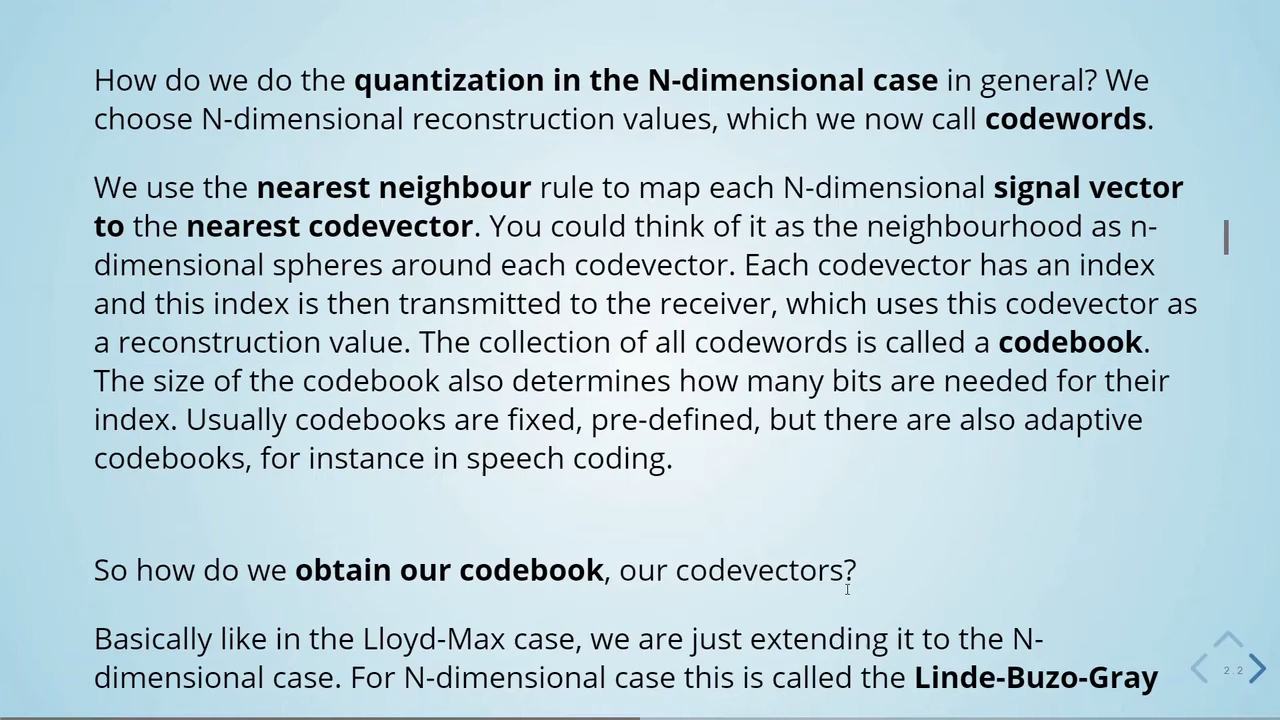 How do we do the quantization in the N-dimensional case in general? We
choose N-dimensional reconstruction values, which we now call codewords.
We use the nearest neighbour rule to map each N-dimensional signal vector
to the nearest codevector. You could think of it as the neighbourhood as n-
dimensional spheres around each codevector. Each codevector has an index
and this index is then transmitted to the receiver, which uses this codevector as
a reconstruction value. The collection of all codewords is called a codebook.
The size of the codebook also determines how many bits are needed for their
index. Usually codebooks are fixed, pre-defined, but there are also adaptive
codebooks, for instance in speech coding.
So how do we obtain our codebook, our codevectors?
Basically like in the Lloyd-Max case, we are just extending it to the N-
dimensional case. For N-dimensional case this is called the Linde-Buzo-Gray
2.2